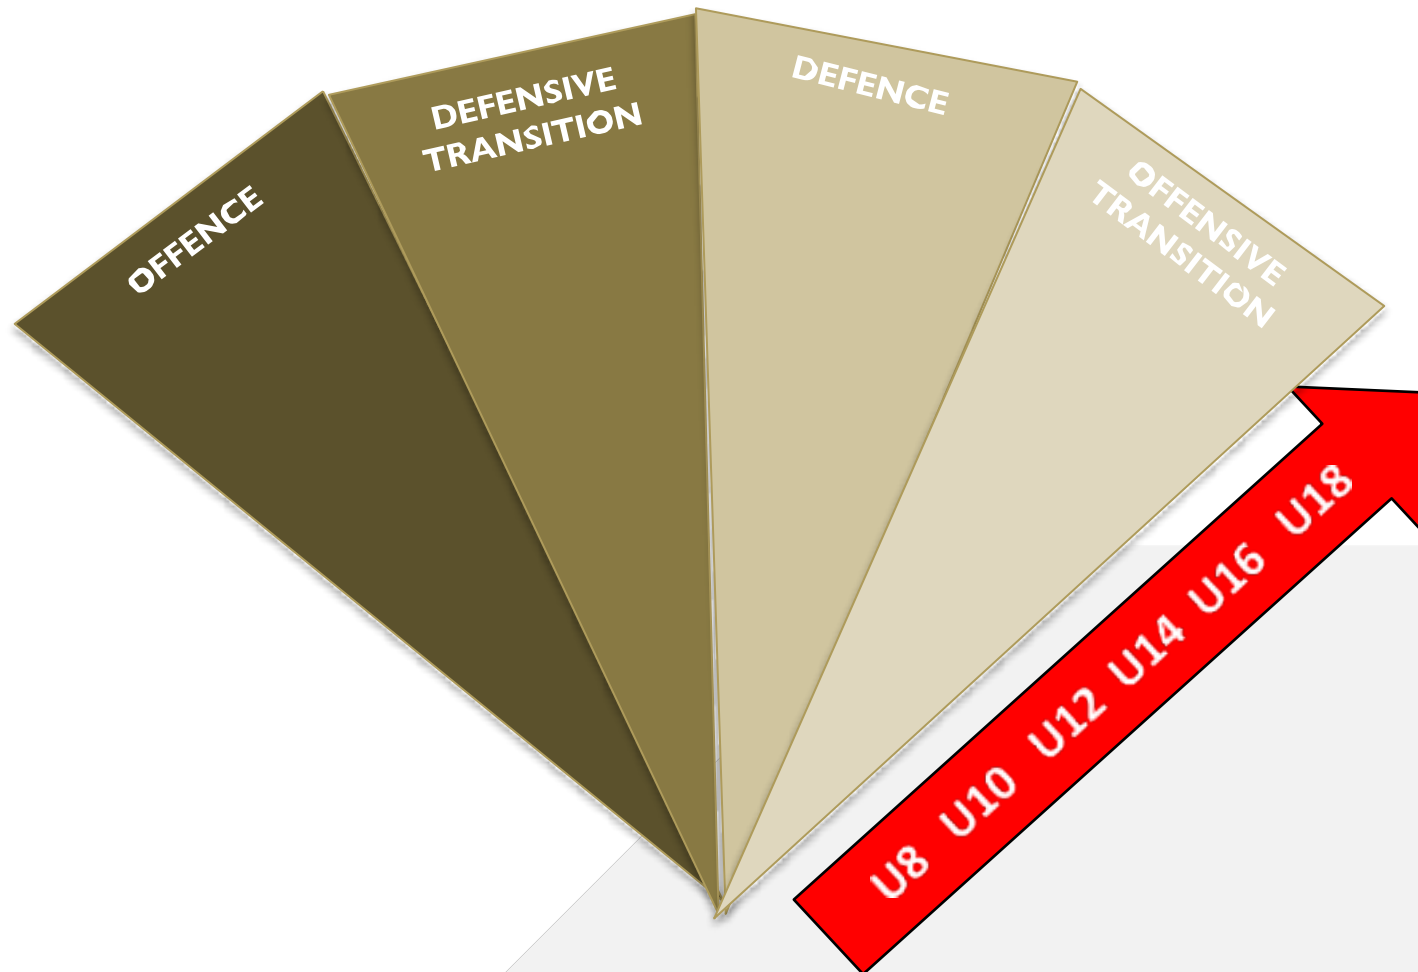 OFFENCE
DEFENSIVE
TRANSITION
DEFENCE
OFFENSIVE
TRANSITION
U8 U10 U12 U14 U16 U18